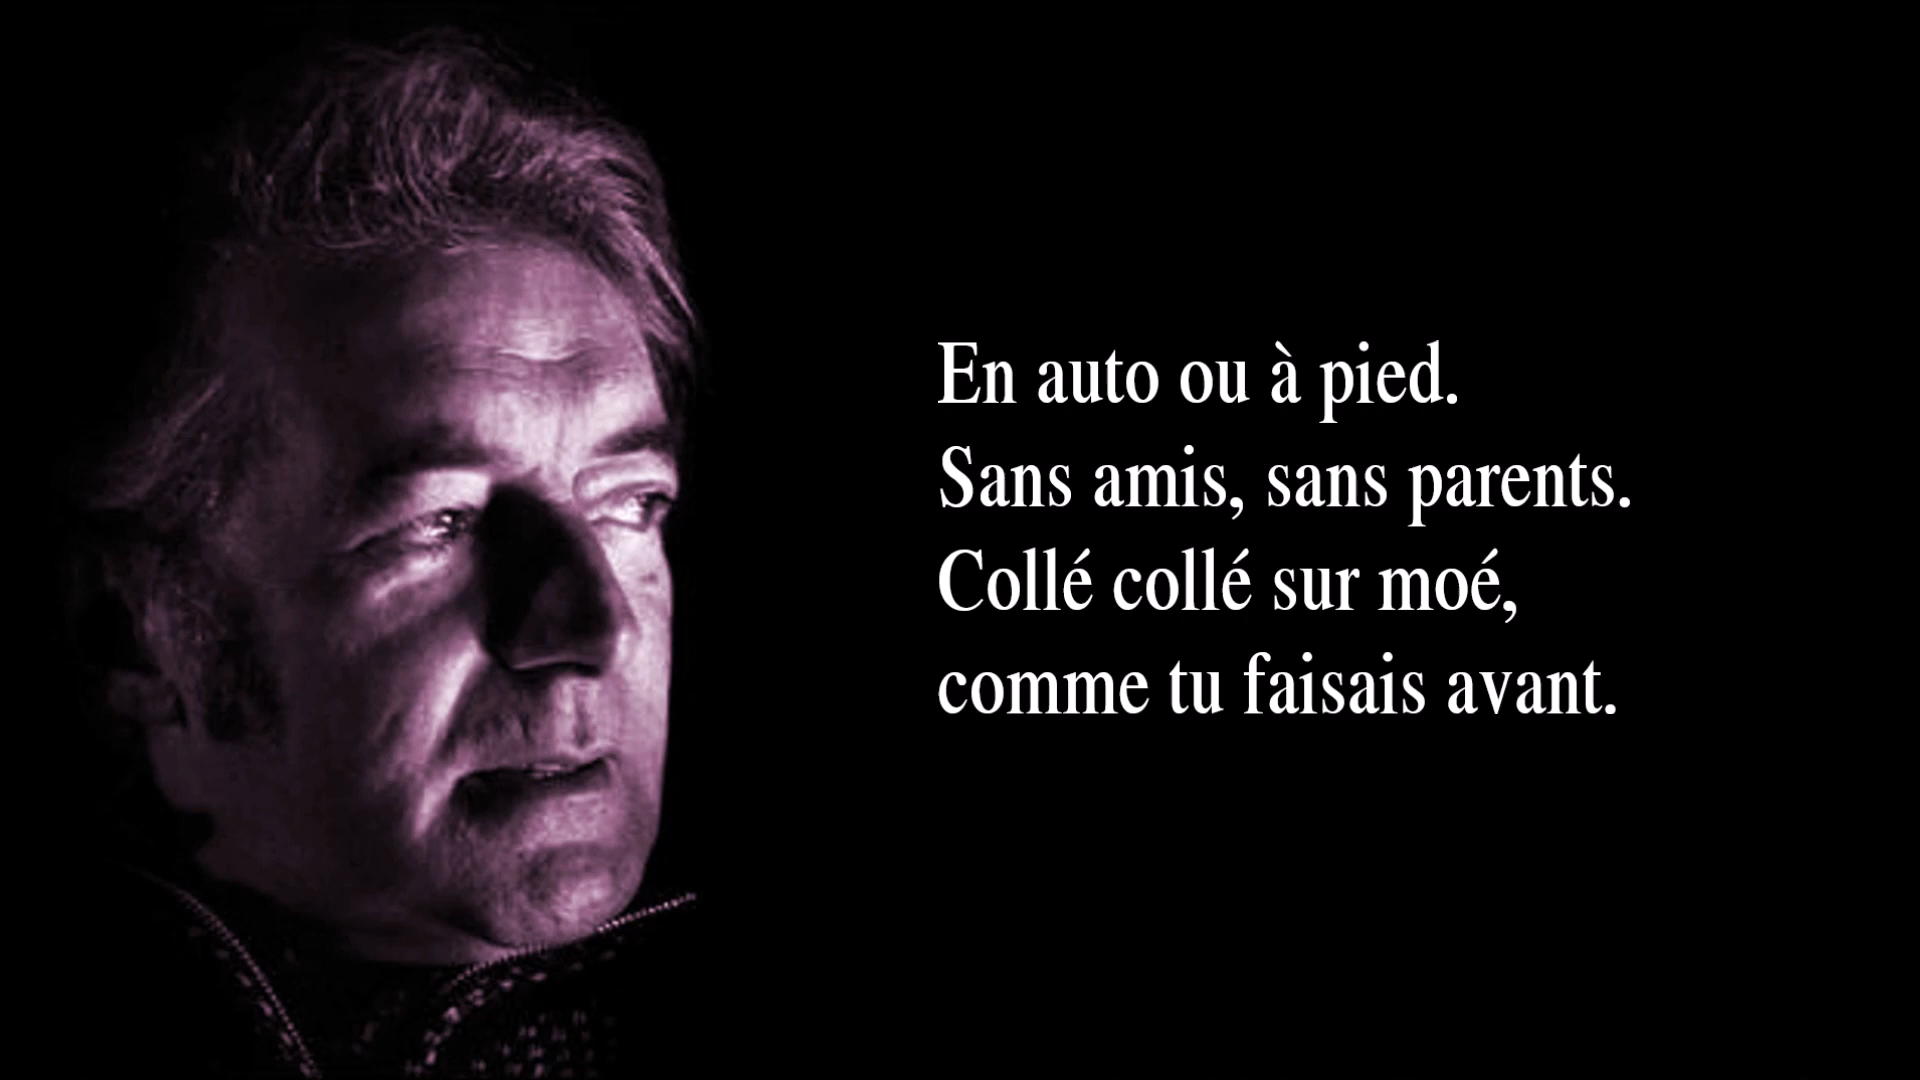 En auto ou à pied.
Sans amis, sans parents.
Collé collé sur moé,
comme tu faisais avant.